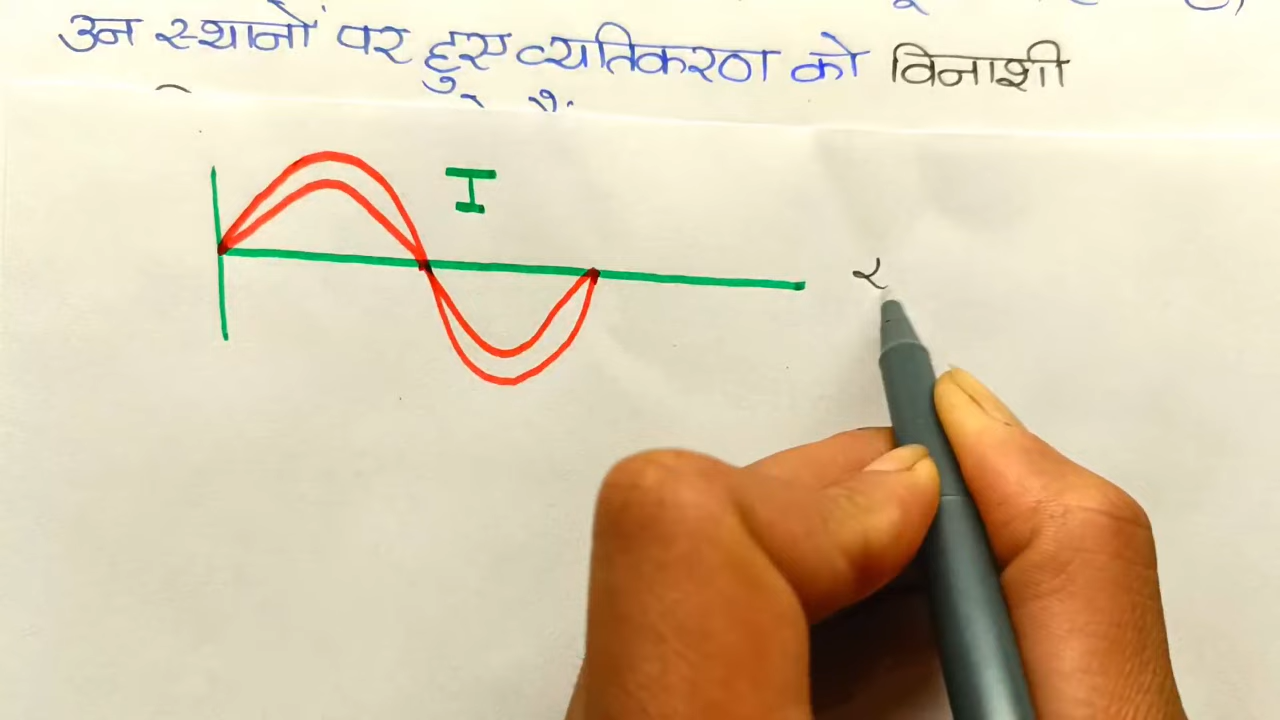 उन स्थानों पर हुए व्यतिकरण को विनाशी
I